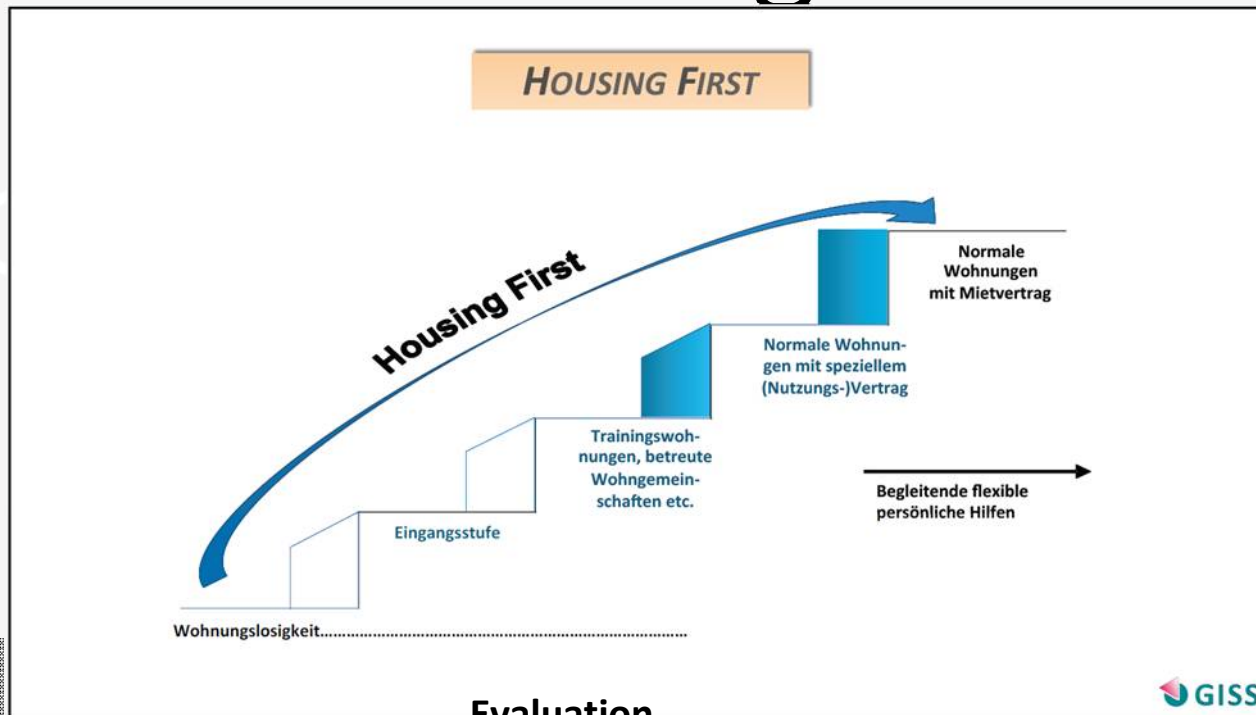 HOUSING FIRST
Housing First
Normale
Wohnungen
mit Mietvertrag
Normale Wohnun-
gen mit speziellem
(Nutzungs-)Vertrag
Trainingswoh-
nungen, betreute
Wohngemein-
schaften etc.
Begleitende flexible
persönliche Hilfen
Eingangsstufe
Wohnungslosigkeit.......................................................................................
Evaluation
GISS